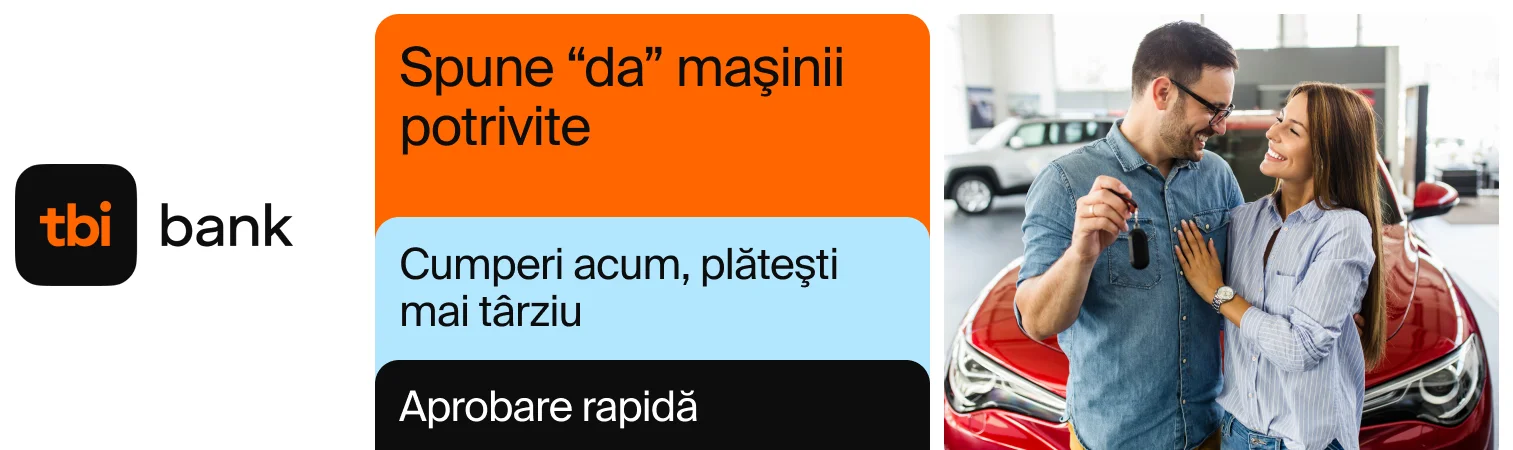 tbi bank
Spune “da” maşinii
potrivite
Cumperi acum, plăteşti
mai târziu
Aprobare rapidă